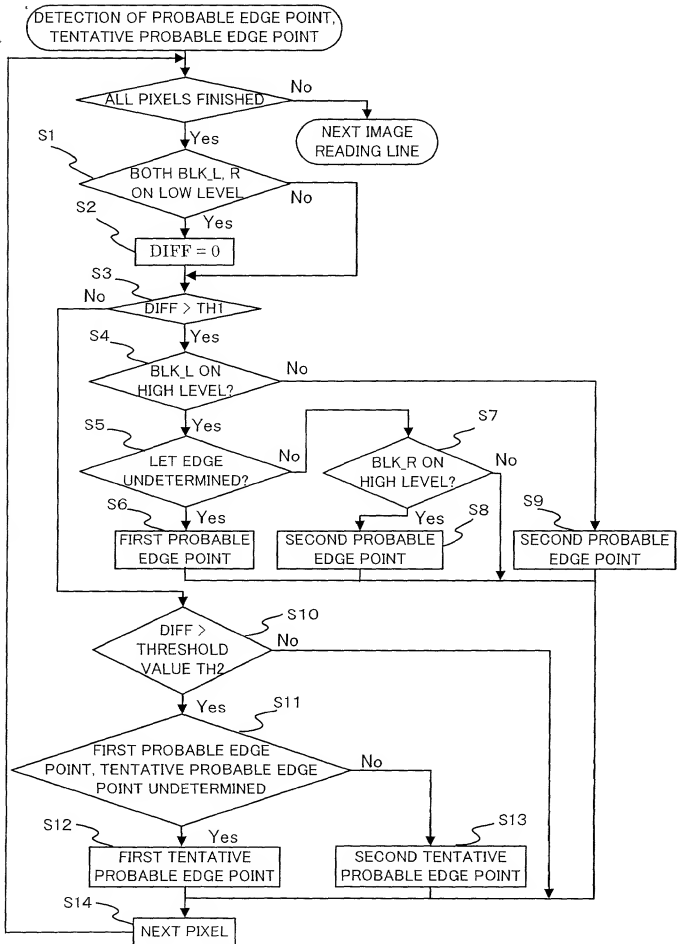 DETECTION OF PROBABLE EDGE POINT,
TENTATIVE PROBABLE EDGE POINT
No
ALL PIXELS FINISHED
NEXT IMAGE
READING LINE
Yes
S1
BOTH BLK_L, R
ON LOW LEVEL
No
S2
Yes
DIFF = 0
S3
No
DIFF > TH1
Yes
S4
BLK_L ON
HIGH LEVEL?
No
Yes
S5
LET EDGE
UNDETERMINED?
No
S7
BLK_R ON
HIGH LEVEL?
No
S6
Yes
FIRST PROBABLE
EDGE POINT
Yes
S8
SECOND PROBABLE
EDGE POINT
S9
SECOND PROBABLE
EDGE POINT
S10
DIFF >
THRESHOLD
VALUE TH2
No
Yes
S11
FIRST PROBABLE EDGE
POINT, TENTATIVE PROBABLE EDGE
POINT UNDETERMINED
No
S12
Yes
FIRST TENTATIVE
PROBABLE EDGE POINT
S13
SECOND TENTATIVE
PROBABLE EDGE POINT
S14
NEXT PIXEL